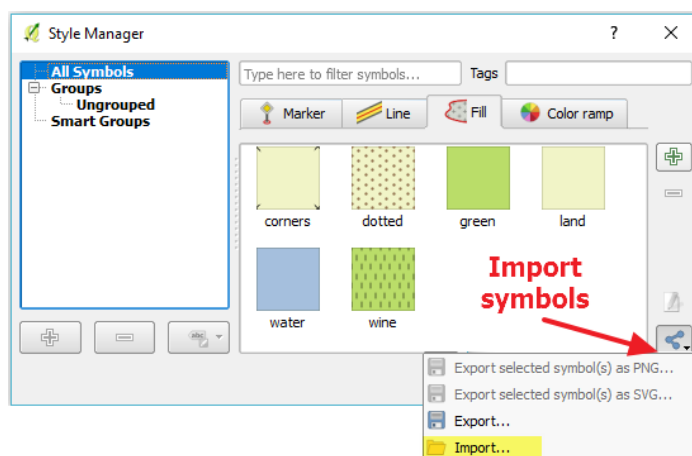 Style Manager
?
All Symbols
Groups
Ungrouped
Smart Groups
Type here to filter symbols...
Tags
Marker
Line
Fill
Color ramp
corners
dotted
green
land
water
wine
Import
symbols
abc
Export selected symbol(s) as PNG...
Export selected symbol(s) as SVG...
Export...
Import...